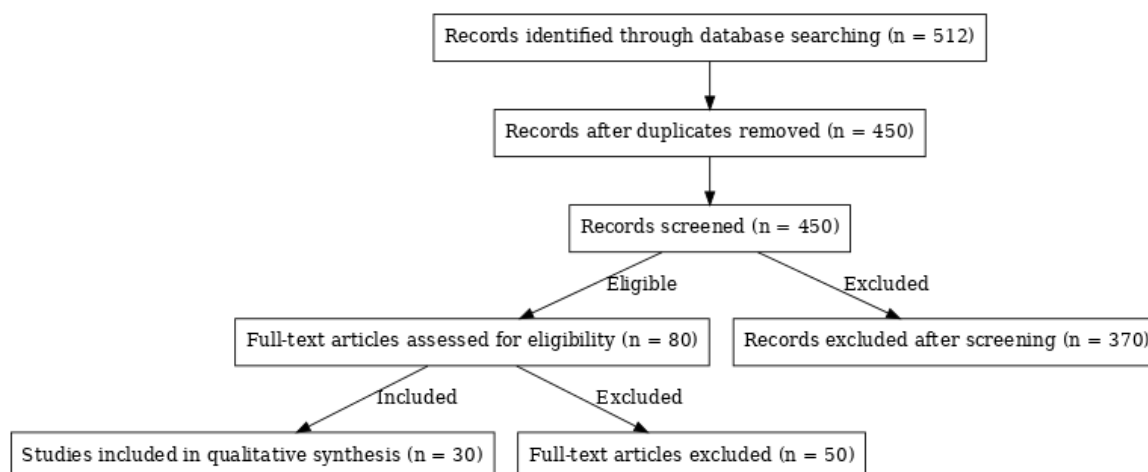 Records identified through database searching (n = 512)
Records after duplicates removed (n = 450)
Records screened (n = 450)
Eligible
Excluded
Full-text articles assessed for eligibility (n = 80)
Records excluded after screening (n = 370)
Included
Excluded
Studies included in qualitative synthesis (n = 30)
Full-text articles excluded (n = 50)